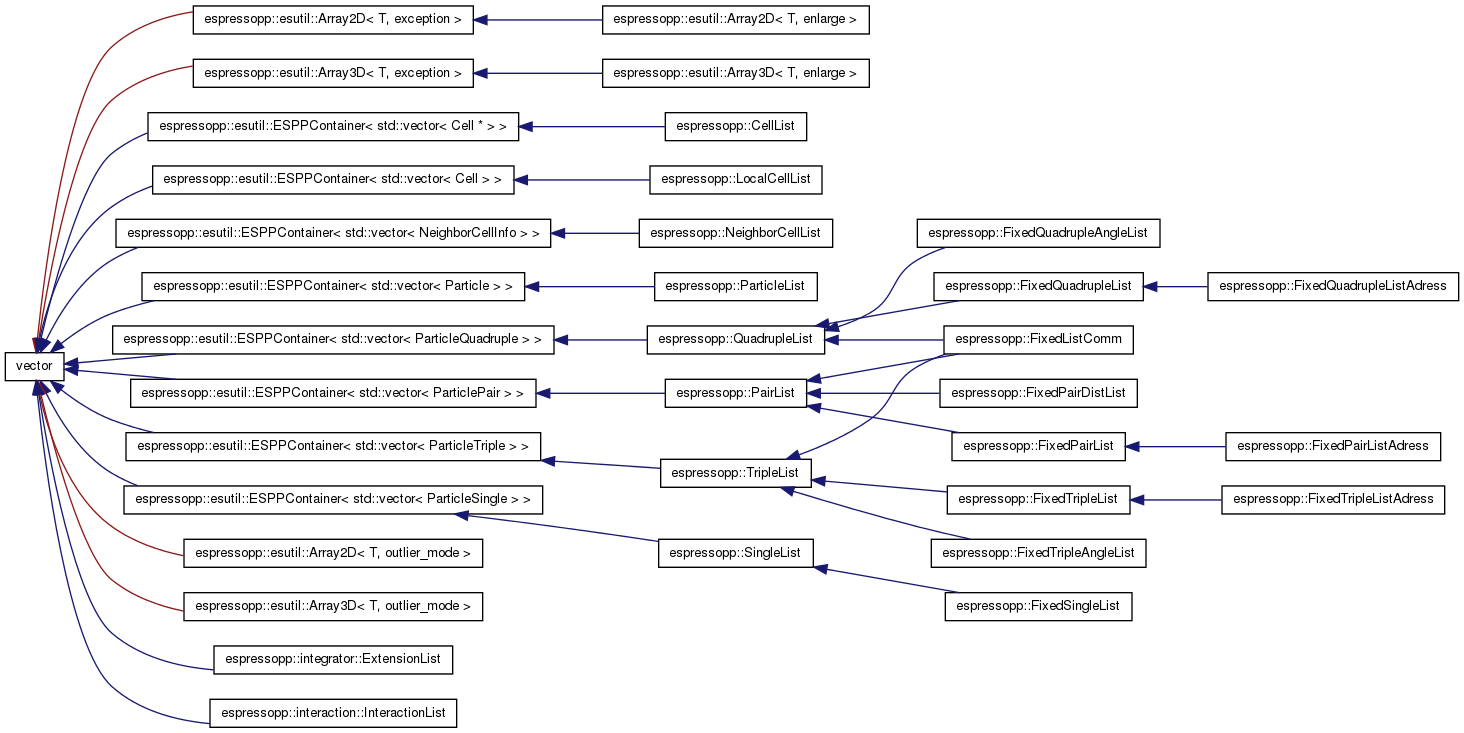 espressopp::esutil::Array2D< T, exception >
espressopp::esutil::Array2D< T, enlarge >
espressopp::esutil::Array3D< T, exception >
espressopp::esutil::Array3D< T, enlarge >
espressopp::esutil::ESPPContainer< std::vector< Cell * > >
espressopp::CellList
espressopp::esutil::ESPPContainer< std::vector< Cell > >
espressopp::LocalCellList
espressopp::esutil::ESPPContainer< std::vector< NeighborCellInfo > >
espressopp::NeighborCellList
espressopp::FixedQuadrupleAngleList
espressopp::esutil::ESPPContainer< std::vector< Particle > >
espressopp::ParticleList
espressopp::FixedQuadrupleList
espressopp::FixedQuadrupleListAdress
espressopp::esutil::ESPPContainer< std::vector< ParticleQuadruple > >
espressopp::QuadrupleList
espressopp::FixedListComm
vector
espressopp::esutil::ESPPContainer< std::vector< ParticlePair > >
espressopp::PairList
espressopp::FixedPairDistList
espressopp::esutil::ESPPContainer< std::vector< ParticleTriple > >
espressopp::FixedPairList
espressopp::FixedPairListAdress
espressopp::TripleList
espressopp::esutil::ESPPContainer< std::vector< ParticleSingle > >
espressopp::FixedTripleList
espressopp::FixedTripleListAdress
espressopp::esutil::Array2D< T, outlier_mode >
espressopp::SingleList
espressopp::FixedTripleAngleList
espressopp::esutil::Array3D< T, outlier_mode >
espressopp::FixedSingleList
espressopp::integrator::ExtensionList
espressopp::interaction::InteractionList